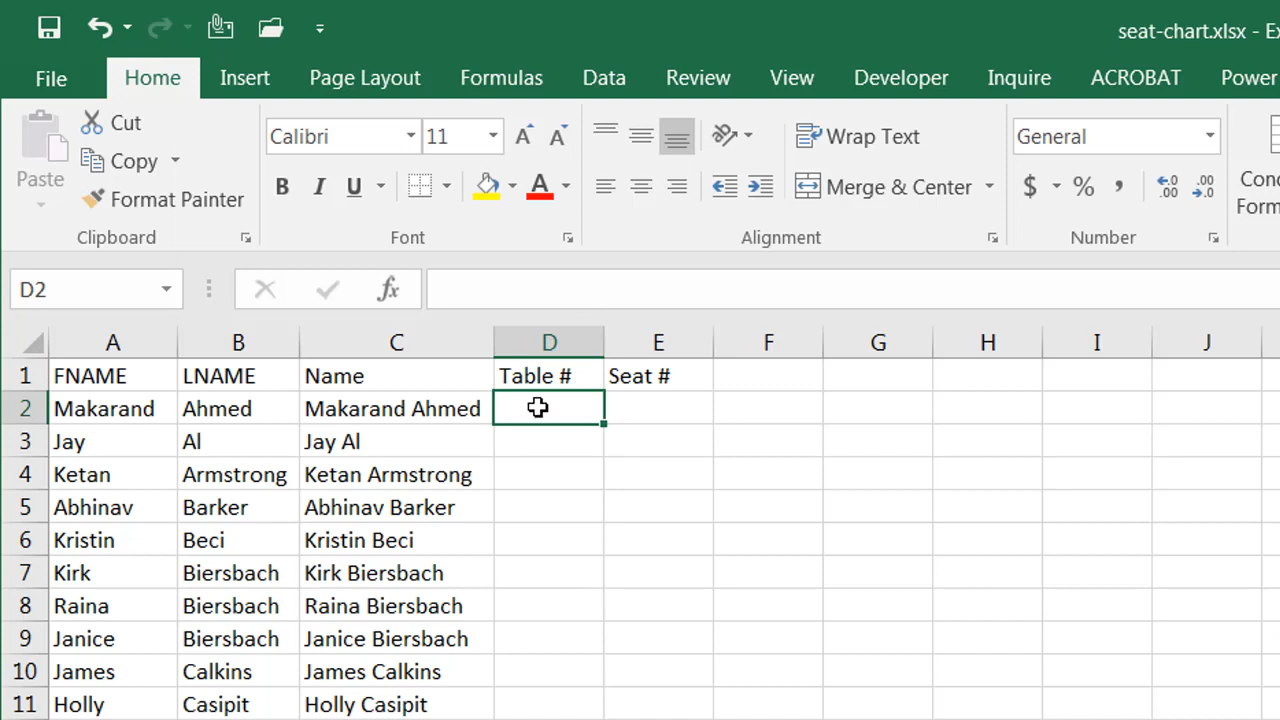 seat-chart.xlsx - Ex
File Home Insert Page Layout Formulas Data Review View Developer Inquire ACROBAT Power
Paste
Cut
Copy
Format Painter
Clipboard
Calibri 11
B I U A
Font
Wrap Text
Merge & Center
Alignment
General
$ % , .00
Number
Cond
Form
D2 fx
A B C D E F G H I J
1 FNAME LNAME Name Table # Seat #
2 Makarand Ahmed Makarand Ahmed
3 Jay Al Jay Al
4 Ketan Armstrong Ketan Armstrong
5 Abhinav Barker Abhinav Barker
6 Kristin Beci Kristin Beci
7 Kirk Biersbach Kirk Biersbach
8 Raina Biersbach Raina Biersbach
9 Janice Biersbach Janice Biersbach
10 James Calkins James Calkins
11 Holly Casipit Holly Casipit